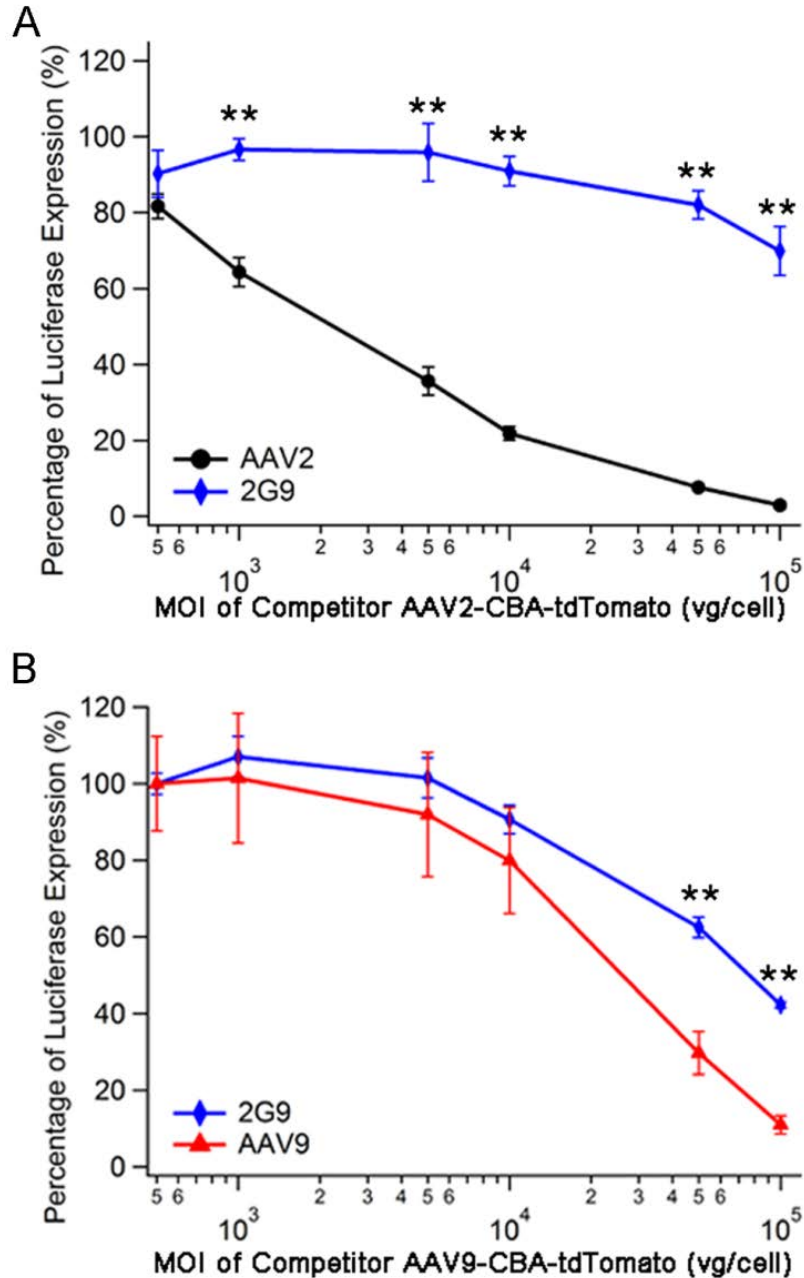 A
Percentage of Luciferase Expression (%)
120
100
80
60
40
20
0
** ** ** ** **
AAV2
2G9
5 6 2 3 4 5 6 2 3 4 5 6
10³ 10⁴ 10⁵
MOI of Competitor AAV2-CBA-tdTomato (vg/cell)
B
Percentage of Luciferase Expression (%)
120
100
80
60
40
20
0
** **
2G9
AAV9
5 6 2 3 4 5 6 2 3 4 5 6
10³ 10⁴ 10⁵
MOI of Competitor AAV9-CBA-tdTomato (vg/cell)